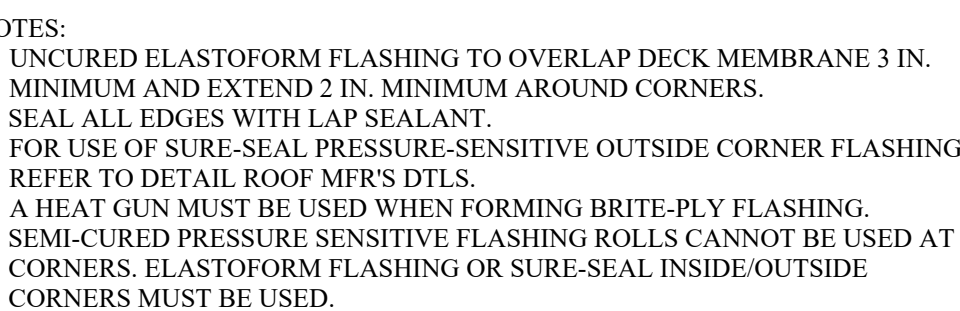 OTES:
UNCURED ELASTOFORM FLASHING TO OVERLAP DECK MEMBRANE 3 IN.
MINIMUM AND EXTEND 2 IN. MINIMUM AROUND CORNERS.
SEAL ALL EDGES WITH LAP SEALANT.
FOR USE OF SURE-SEAL PRESSURE-SENSITIVE OUTSIDE CORNER FLASHING
REFER TO DETAIL ROOF MFR'S DTLS.
A HEAT GUN MUST BE USED WHEN FORMING BRITE-PLY FLASHING.
SEMI-CURED PRESSURE SENSITIVE FLASHING ROLLS CANNOT BE USED AT
CORNERS. ELASTOFORM FLASHING OR SURE-SEAL INSIDE/OUTSIDE
CORNERS MUST BE USED.